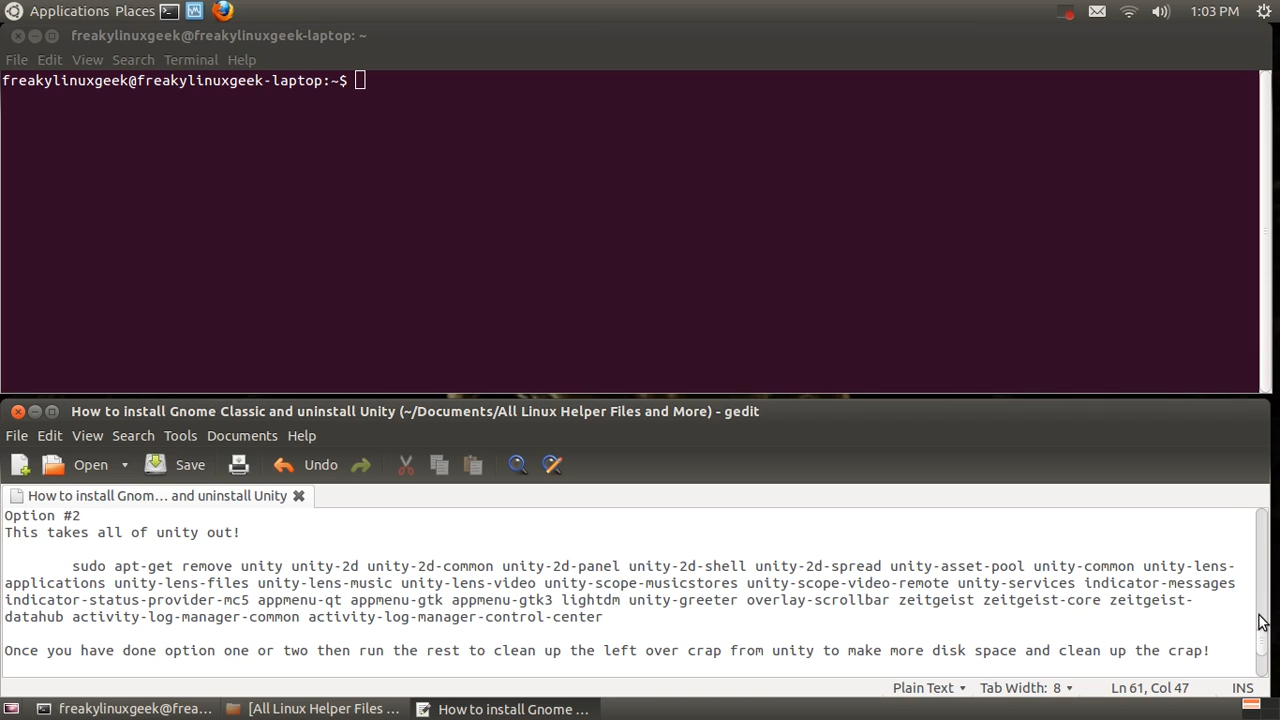 Applications Places 1:03 PM
freakylinuxgeek@freakylinuxgeek-laptop: ~
File Edit View Search Terminal Help
freakylinuxgeek@freakylinuxgeek-laptop:~$
How to install Gnome Classic and uninstall Unity (~/Documents/All Linux Helper Files and More) - gedit
File Edit View Search Tools Documents Help
Open Save Undo
How to install Gnom... and uninstall Unity
Option #2
This takes all of unity out!
sudo apt-get remove unity unity-2d unity-2d-common unity-2d-panel unity-2d-shell unity-2d-spread unity-asset-pool unity-common unity-lens-
applications unity-lens-files unity-lens-music unity-lens-video unity-scope-musicstores unity-scope-video-remote unity-services indicator-messages
indicator-status-provider-mc5 appmenu-qt appmenu-gtk appmenu-gtk3 lightdm unity-greeter overlay-scrollbar zeitgeist zeitgeist-core zeitgeist-
datahub activity-log-manager-common activity-log-manager-control-center
Once you have done option one or two then run the rest to clean up the left over crap from unity to make more disk space and clean up the crap!
Plain Text Tab Width: 8 Ln 61, Col 47 INS
freakylinuxgeek@frea... [All Linux Helper Files ... How to install Gnome ...